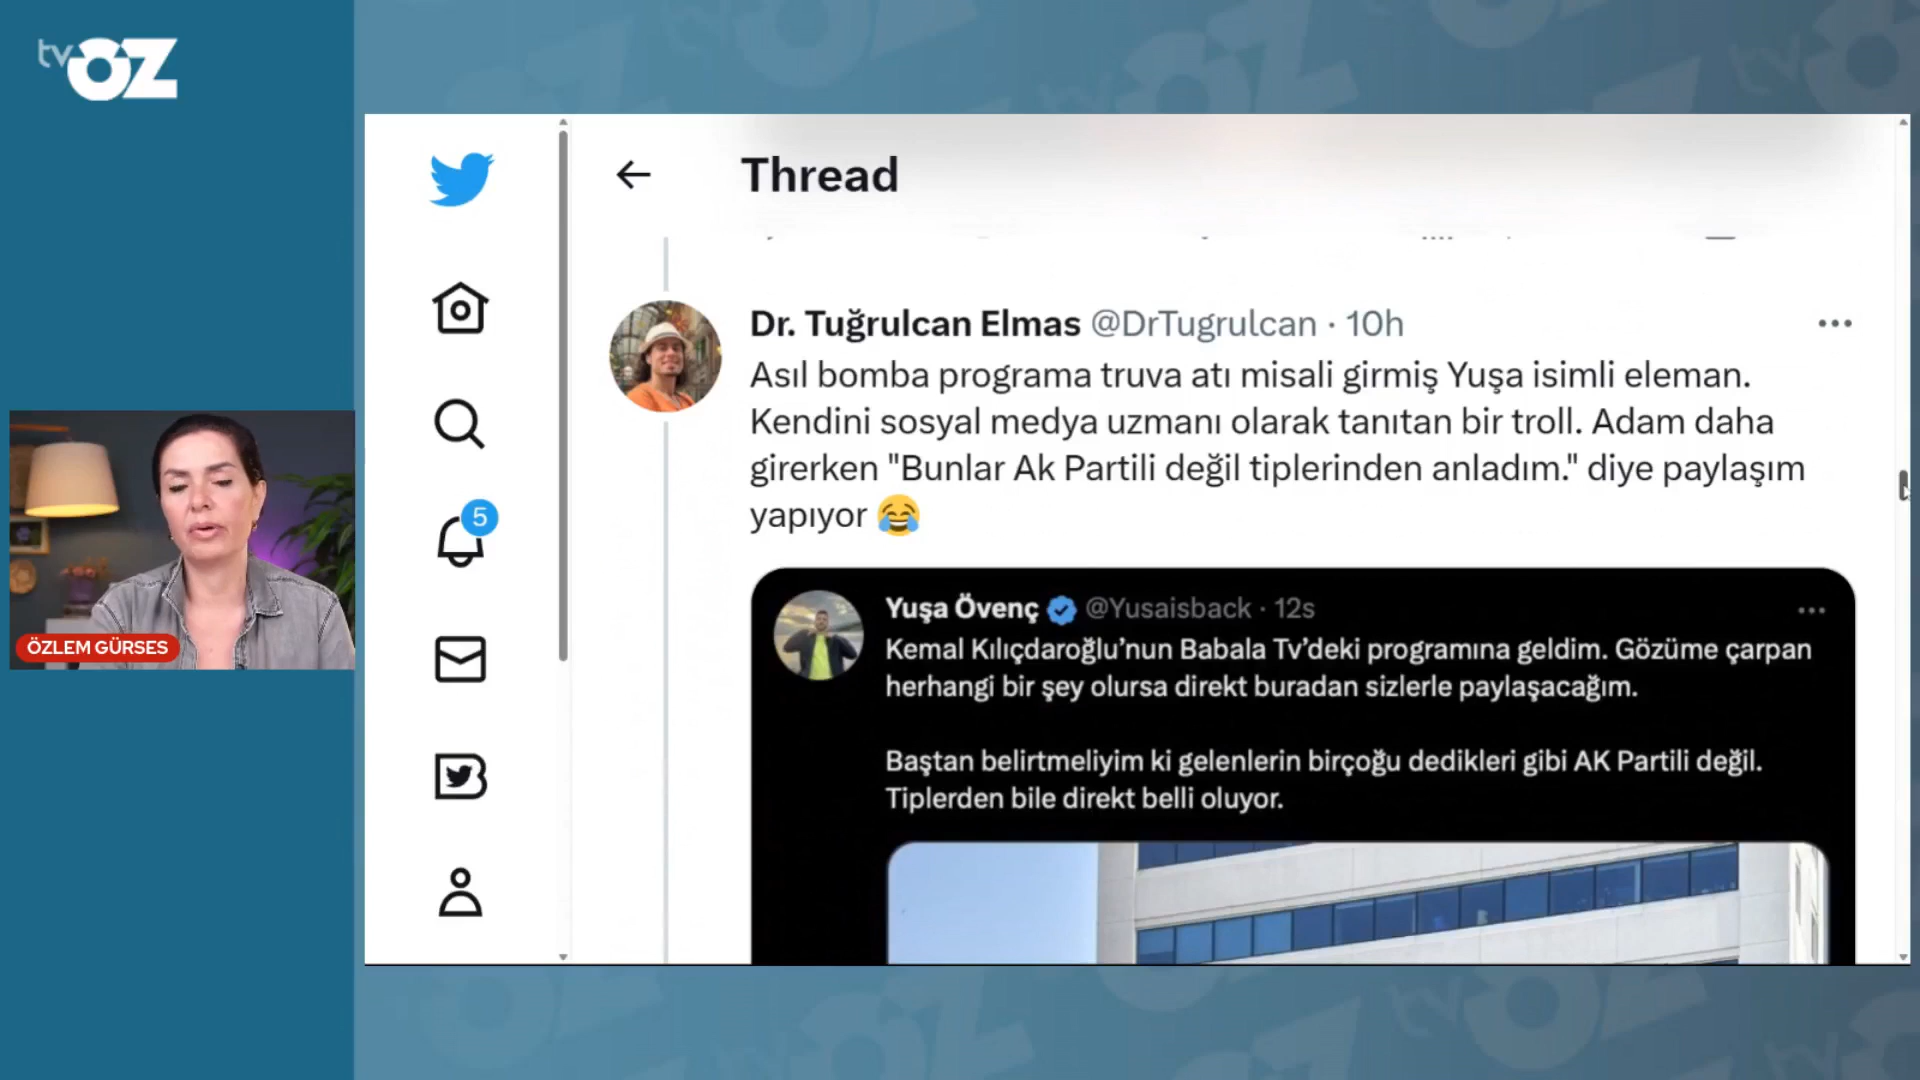 tv ÖZ
Thread
Dr. Tuğrulcan Elmas @DrTugrulcan · 10h
Asıl bomba programa truva atı misali girmiş Yuşa isimli eleman.
Kendini sosyal medya uzmanı olarak tanıtan bir troll. Adam daha
girerken "Bunlar Ak Partili değil tiplerinden anladım." diye paylaşım
yapıyor 😂
5
Yuşa Övenç @Yusaisback · 12s
Kemal Kılıçdaroğlu’nun Babala Tv’deki programına geldim. Gözüme çarpan
herhangi bir şey olursa direkt buradan sizlerle paylaşacağım.
Baştan belirtmeliyim ki gelenlerin birçoğu dedikleri gibi AK Partili değil.
Tiplerden bile direkt belli oluyor.
ÖZLEM GÜRSES